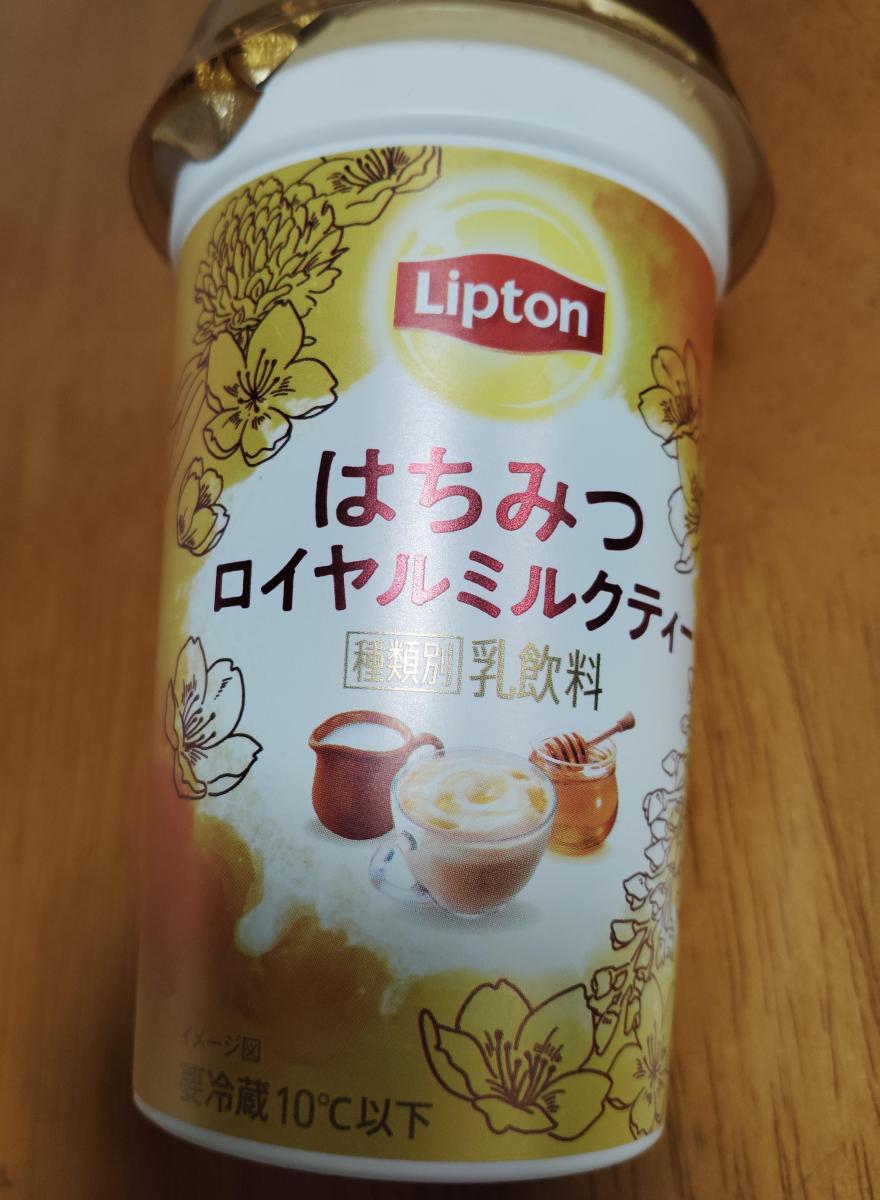 Lipton
はちみつ
ロイヤルミルクティー
種類別 乳飲料
イメージ図
要冷蔵10℃以下